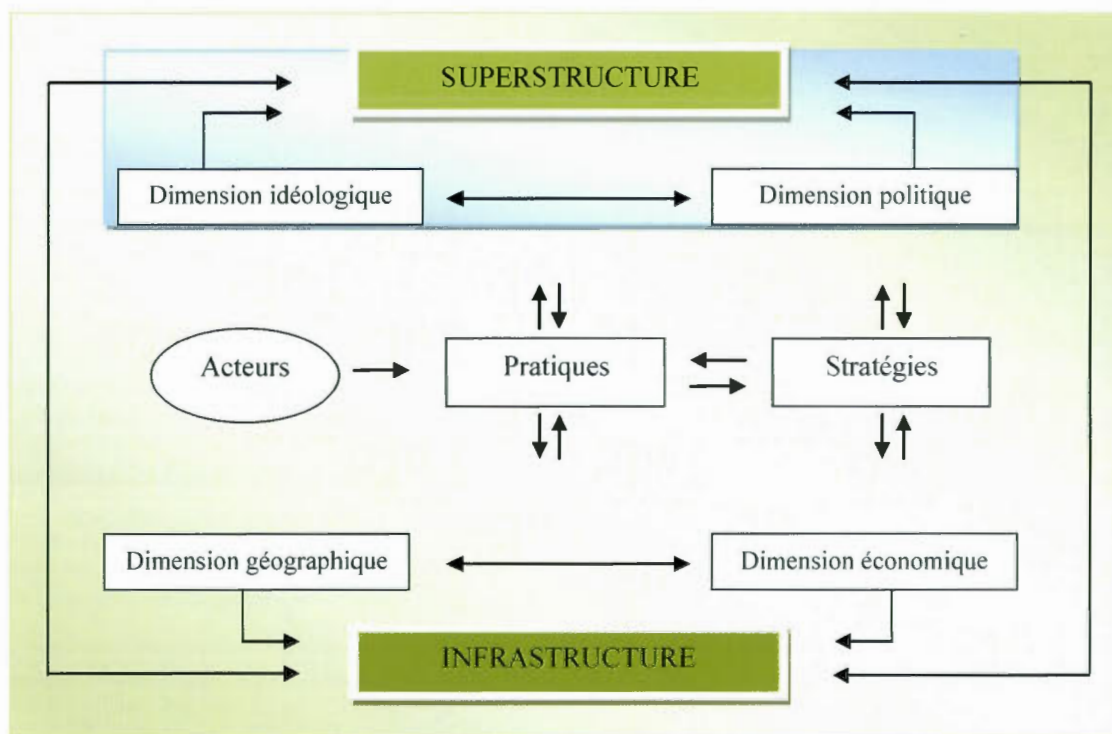 SUPERSTRUCTURE
Dimension idéologique
Dimension politique
Acteurs
Pratiques
Stratégies
Dimension géographique
Dimension économique
INFRASTRUCTURE